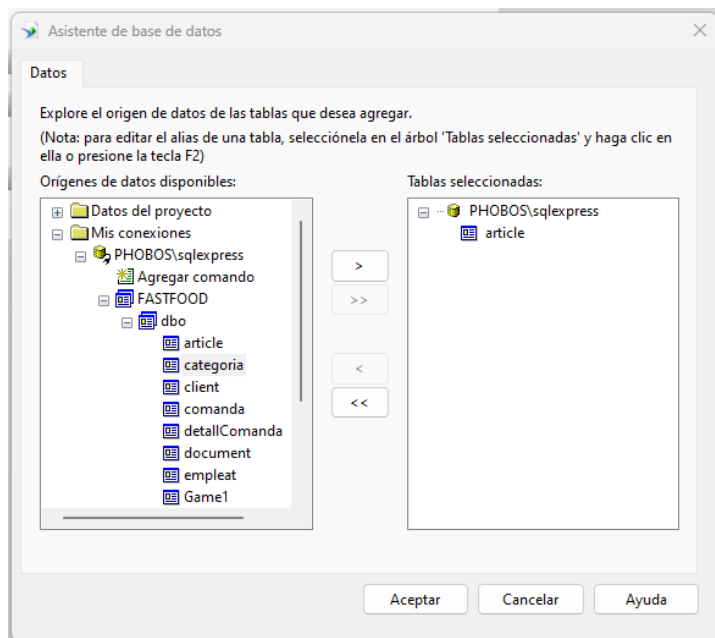 Asistente de base de datos
Datos
Explore el origen de datos de las tablas que desea agregar.
(Nota: para editar el alias de una tabla, selecciónela en el árbol 'Tablas seleccionadas' y haga clic en
ella o presione la tecla F2)
Orígenes de datos disponibles:
Datos del proyecto
Mis conexiones
PHOBOS\sqlexpress
Agregar comando
FASTFOOD
dbo
article
categoria
client
comanda
detallComanda
document
empleat
Game1
>
>>
<
<<
Tablas seleccionadas:
PHOBOS\sqlexpress
article
Aceptar
Cancelar
Ayuda